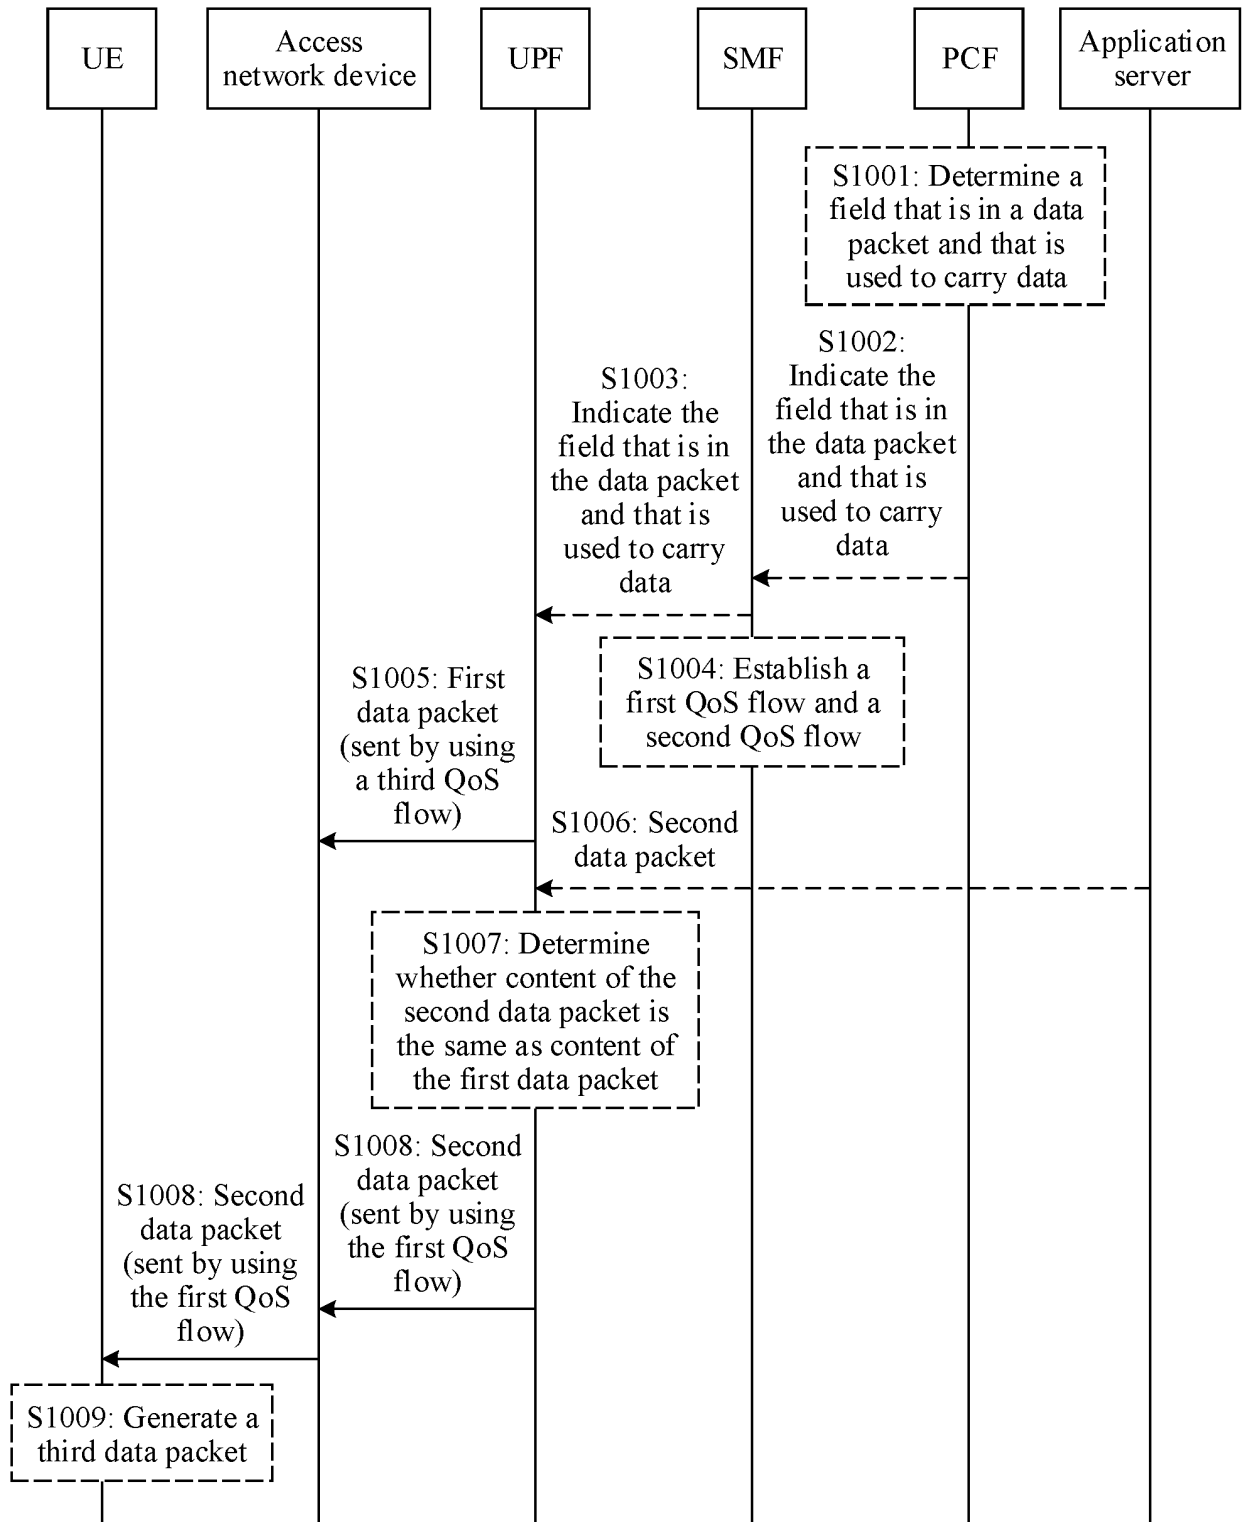 UE
Access
network device
UPF
SMF
PCF
Application
server
S1001: Determine a
field that is in a data
packet and that is
used to carry data
S1002:
Indicate the
field that is in
the data packet
and that is
used to carry
data
S1003:
Indicate the
field that is in
the data packet
and that is
used to carry
data
S1004: Establish a
first QoS flow and a
second QoS flow
S1005: First
data packet
(sent by using
a third QoS
flow)
S1006: Second
data packet
S1007: Determine
whether content of the
second data packet is
the same as content of
the first data packet
S1008: Second
data packet
(sent by using
the first QoS
flow)
S1008: Second
data packet
(sent by using
the first QoS
flow)
S1009: Generate a
third data packet